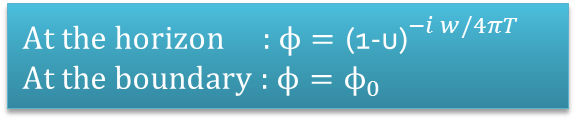 At the horizon : ϕ = (1-u)^{-i w/4πT}
At the boundary : ϕ = ϕ₀